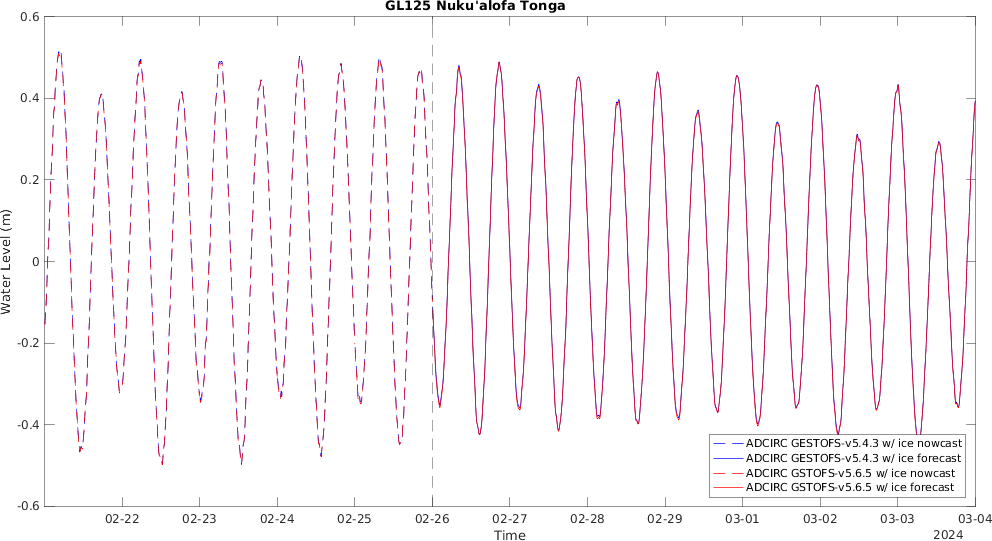 GL125 Nuku'alofa Tonga
0.6
0.4
0.2
0
-0.2
-0.4
-0.6
Water Level (m)
ADCIRC GESTOFS-v5.4.3 w/ ice nowcast
ADCIRC GESTOFS-v5.4.3 w/ ice forecast
ADCIRC GSTOFS-v5.6.5 w/ ice nowcast
ADCIRC GSTOFS-v5.6.5 w/ ice forecast
02-22 02-23 02-24 02-25 02-26 02-27 02-28 02-29 03-01 03-02 03-03 03-04
Time 2024